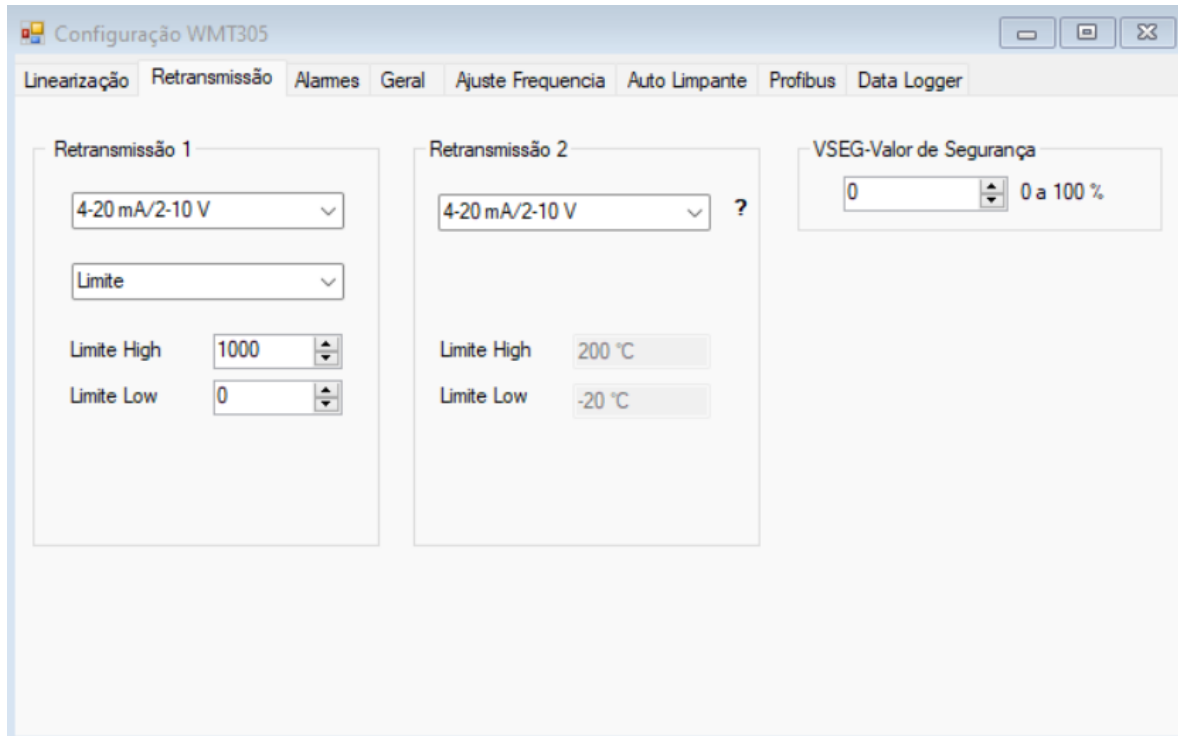 Configuração WMT305
Linearização Retransmissão Alarmes Geral Ajuste Frequencia Auto Limpante Profibus Data Logger
Retransmissão 1
4-20 mA/2-10 V
Limite
Limite High 1000
Limite Low 0
Retransmissão 2
4-20 mA/2-10 V ?
Limite High 200 °C
Limite Low -20 °C
VSEG-Valor de Segurança
0 0 a 100 %